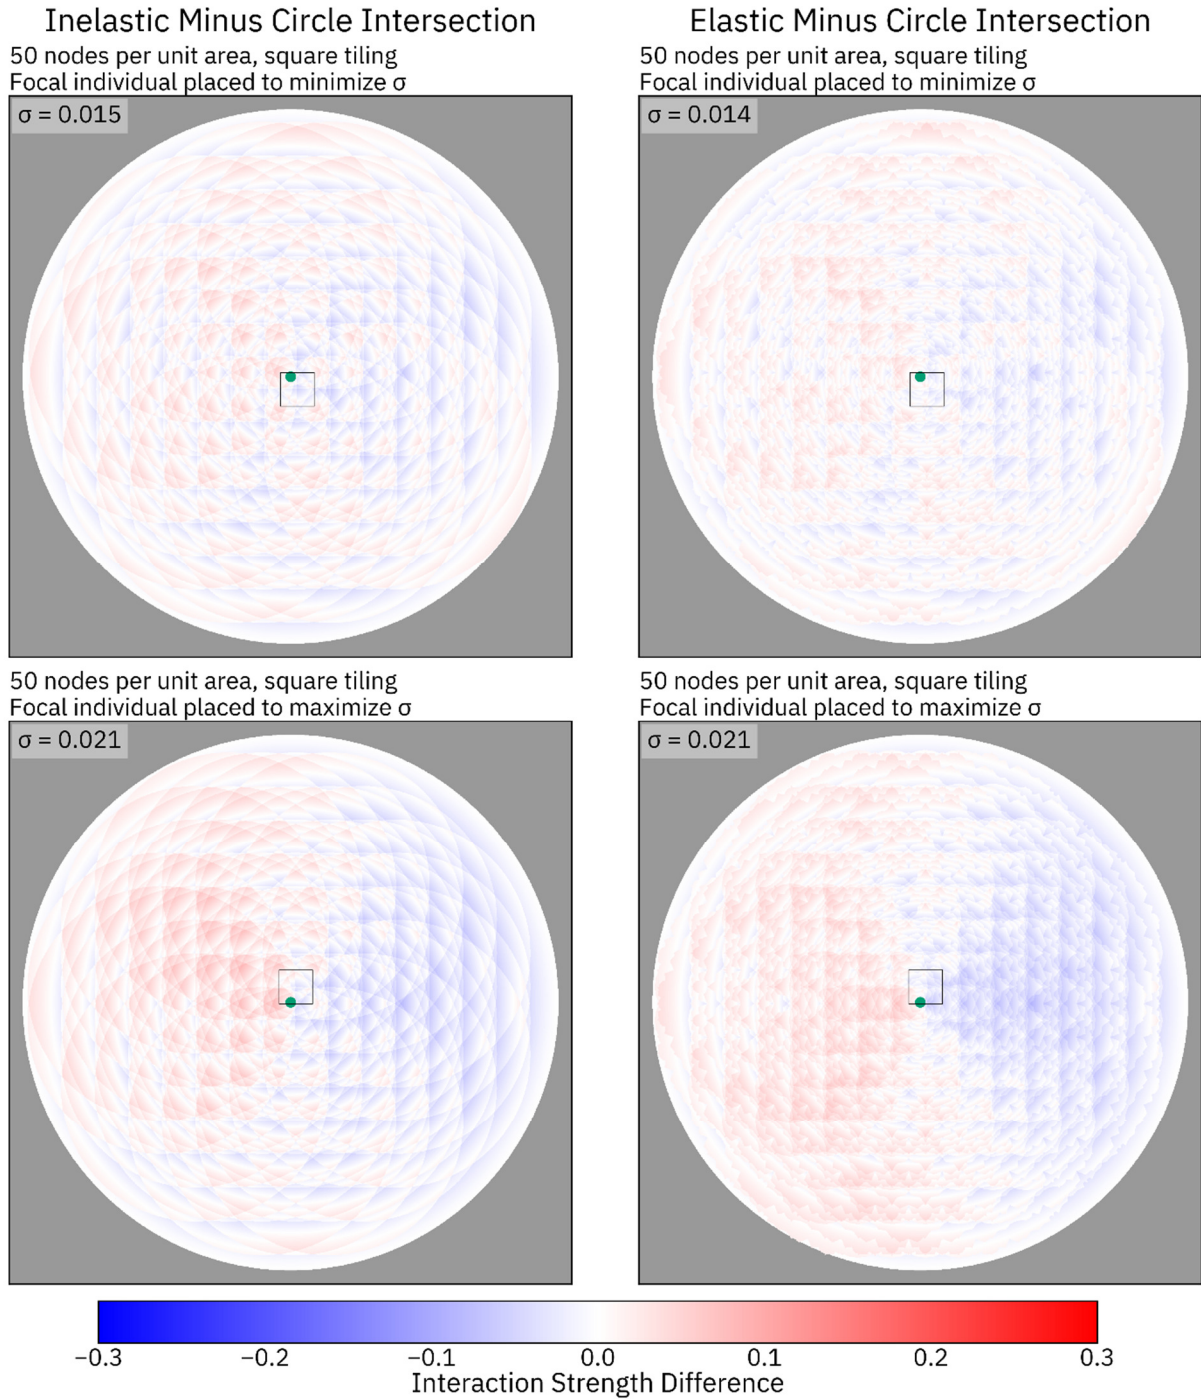 Inelastic Minus Circle Intersection
50 nodes per unit area, square tiling
Focal individual placed to minimize σ
σ = 0.015
Elastic Minus Circle Intersection
50 nodes per unit area, square tiling
Focal individual placed to minimize σ
σ = 0.014
50 nodes per unit area, square tiling
Focal individual placed to maximize σ
σ = 0.021
50 nodes per unit area, square tiling
Focal individual placed to maximize σ
σ = 0.021
−0.3 −0.2 −0.1 0.0 0.1 0.2 0.3
Interaction Strength Difference